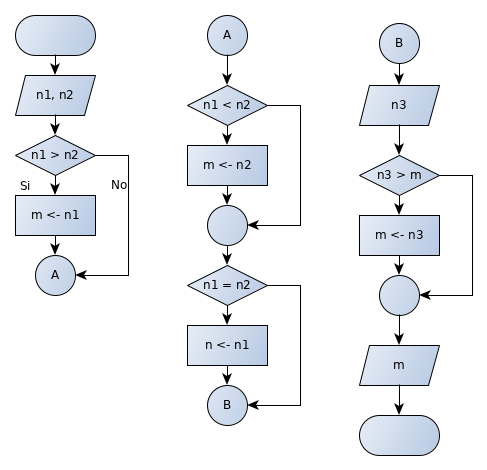 n1, n2
n1 > n2
Si
No
m <- n1
A
A
n1 < n2
m <- n2
n1 = n2
n <- n1
B
B
n3
n3 > m
m <- n3
m